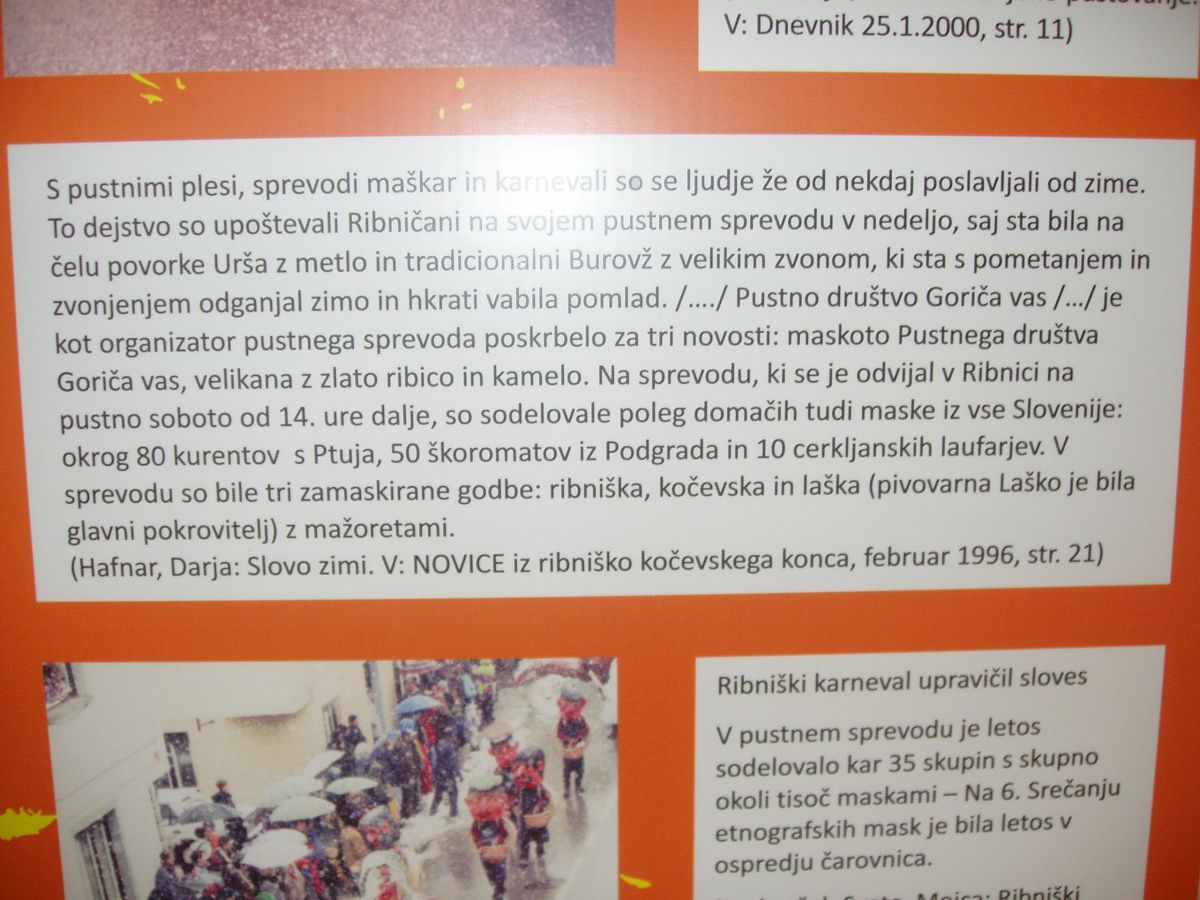 V: Dnevnik 25.1.2000, str. 11)
S pustnimi plesi, sprevodi maškar in karnevali so se ljudje že od nekdaj poslavljali od zime.
To dejstvo so upoštevali Ribničani na svojem pustnem sprevodu v nedeljo, saj sta bila na
čelu povorke Urša z metlo in tradicionalni Burovž z velikim zvonom, ki sta s pometanjem in
zvonjenjem odganjal zimo in hkrati vabila pomlad. /..../ Pustno društvo Goriča vas /.../ je
kot organizator pustnega sprevoda poskrbelo za tri novosti: maskoto Pustnega društva
Goriča vas, velikana z zlato ribico in kamelo. Na sprevodu, ki se je odvijal v Ribnici na
pustno soboto od 14. ure dalje, so sodelovale poleg domačih tudi maske iz vse Slovenije:
okrog 80 kurentov  s Ptuja, 50 škoromatov iz Podgrada in 10 cerkljanskih laufarjev. V
sprevodu so bile tri zamaskirane godbe: ribniška, kočevska in laška (pivovarna Laško je bila
glavni pokrovitelj) z mažoretami.
(Hafnar, Darja: Slovo zimi. V: NOVICE iz ribniško kočevskega konca, februar 1996, str. 21)
Ribniški karneval upravičil sloves
V pustnem sprevodu je letos
sodelovalo kar 35 skupin s skupno
okoli tisoč maskami – Na 6. Srečanju
etnografskih mask je bila letos v
ospredju čarovnica.
Mojca: Ribniški